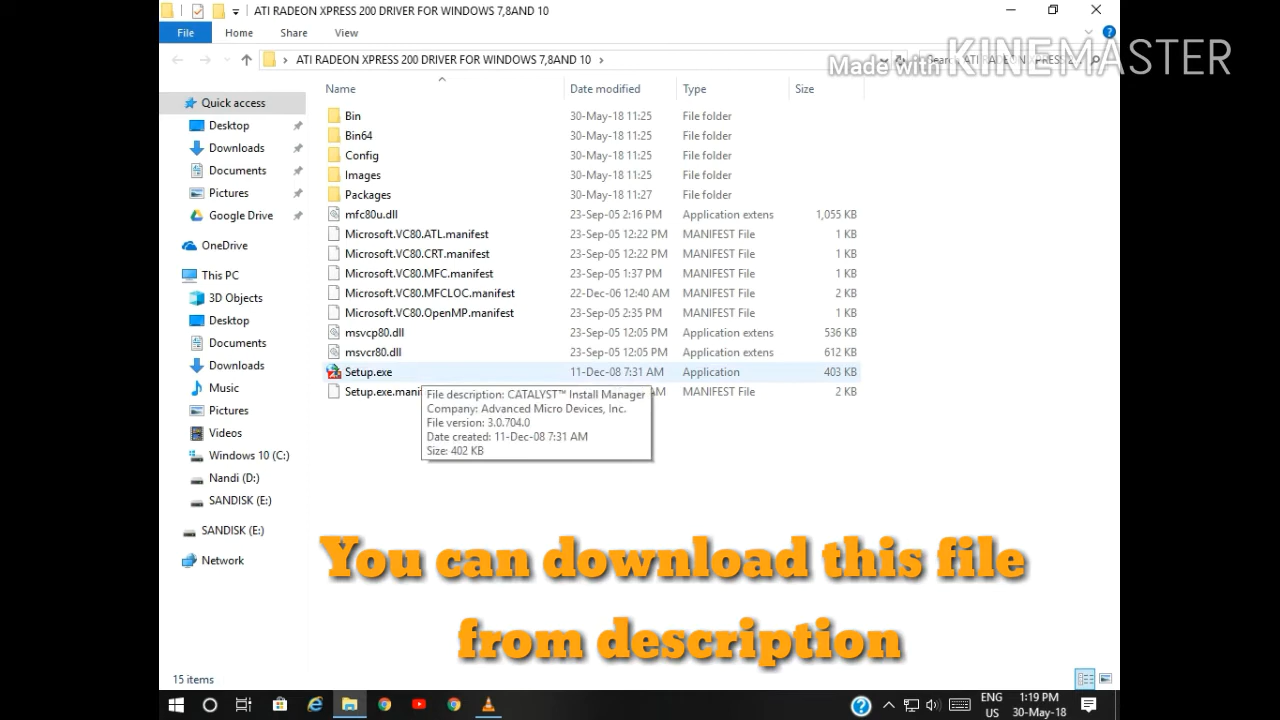 ATI RADEON XPRESS 200 DRIVER FOR WINDOWS 7,8AND 10
File Home Share View
ATI RADEON XPRESS 200 DRIVER FOR WINDOWS 7,8AND 10
Made with KINEMASTER
Name Date modified Type Size
Quick access
Desktop
Downloads
Documents
Pictures
Google Drive
OneDrive
This PC
3D Objects
Desktop
Documents
Downloads
Music
Pictures
Videos
Windows 10 (C:)
Nandi (D:)
SANDISK (E:)
SANDISK (E:)
Network
Bin 30-May-18 11:25 File folder
Bin64 30-May-18 11:25 File folder
Config 30-May-18 11:25 File folder
Images 30-May-18 11:25 File folder
Packages 30-May-18 11:27 File folder
mfc80u.dll 23-Sep-05 2:16 PM Application extens 1,055 KB
Microsoft.VC80.ATL.manifest 23-Sep-05 12:22 PM MANIFEST File 1 KB
Microsoft.VC80.CRT.manifest 23-Sep-05 12:22 PM MANIFEST File 1 KB
Microsoft.VC80.MFC.manifest 23-Sep-05 1:37 PM MANIFEST File 1 KB
Microsoft.VC80.MFCLOC.manifest 22-Dec-06 12:40 AM MANIFEST File 2 KB
Microsoft.VC80.OpenMP.manifest 23-Sep-05 2:35 PM MANIFEST File 1 KB
msvcp80.dll 23-Sep-05 12:05 PM Application extens 536 KB
msvcr80.dll 23-Sep-05 12:05 PM Application extens 612 KB
Setup.exe 11-Dec-08 7:31 AM Application 403 KB
Setup.exe.mani MANIFEST File 2 KB
File description: CATALYST™ Install Manager
Company: Advanced Micro Devices, Inc.
File version: 3.0.704.0
Date created: 11-Dec-08 7:31 AM
Size: 402 KB
You can download this file
from description
15 items
ENG
US
1:19 PM
30-May-18